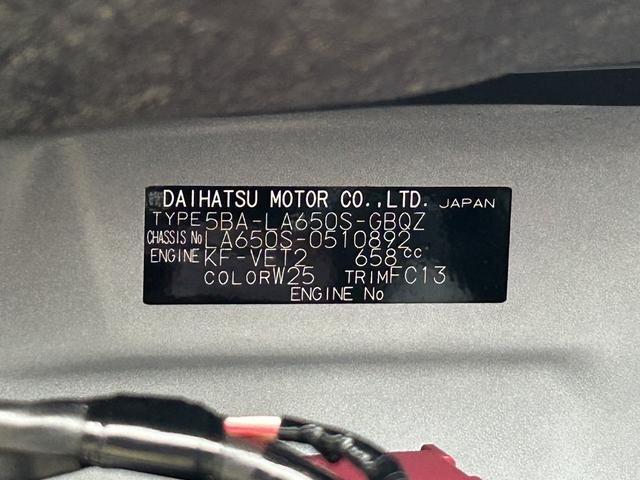 DAIHATSU MOTOR CO.,LTD. JAPAN
TYPE 5BA-LA650S-GBQZ
CHASSIS No LA650S-0510892
ENGINE KF-VET2 658cc
COLOR W25 TRIM FC13
ENGINE No